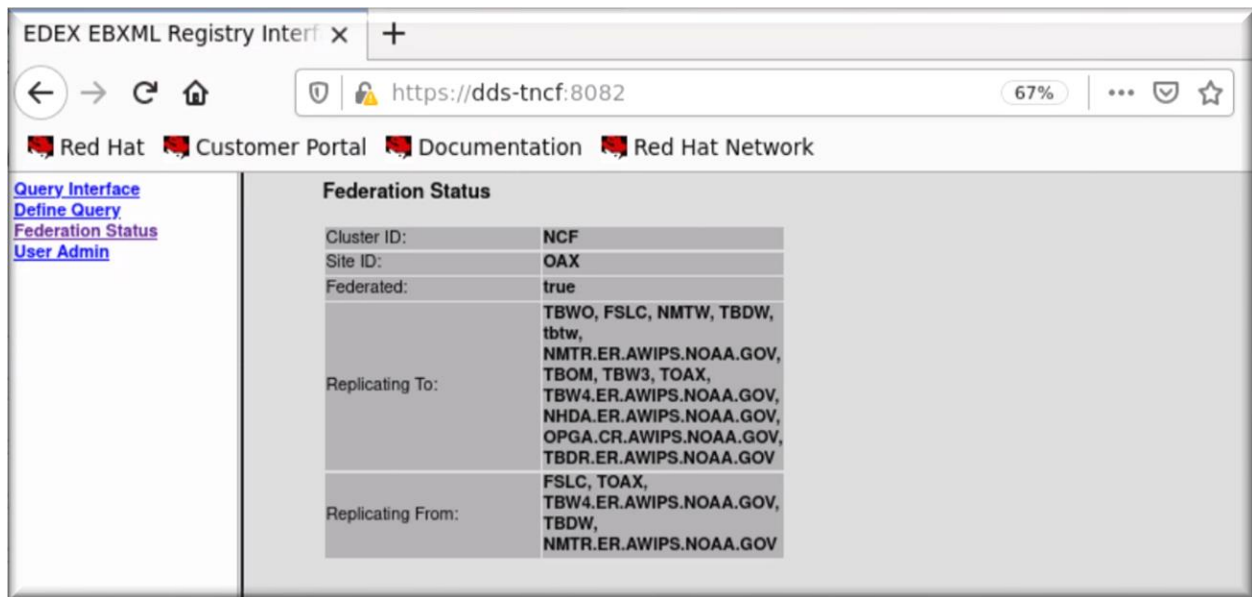 EDEX EBXML Registry Interf
https://dds-tncf:8082
67%
Red Hat Customer Portal Documentation Red Hat Network
Query Interface
Define Query
Federation Status
User Admin
Federation Status
Cluster ID: NCF
Site ID: OAX
Federated: true
Replicating To: TBWO, FSLC, NMTW, TBDW,
tbtw,
NMTR.ER.AWIPS.NOAA.GOV,
TBOM, TBW3, TOAX,
TBW4.ER.AWIPS.NOAA.GOV,
NHDA.ER.AWIPS.NOAA.GOV,
OPGA.CR.AWIPS.NOAA.GOV,
TBDR.ER.AWIPS.NOAA.GOV
Replicating From: FSLC, TOAX,
TBW4.ER.AWIPS.NOAA.GOV,
TBDW,
NMTR.ER.AWIPS.NOAA.GOV